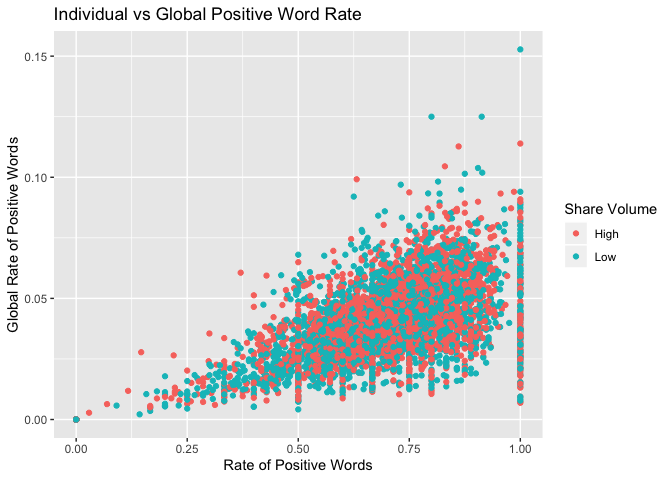 Individual vs Global Positive Word Rate
Global Rate of Positive Words
0.15
0.10
0.05
0.00
0.00 0.25 0.50 0.75 1.00
Rate of Positive Words
Share Volume
High
Low